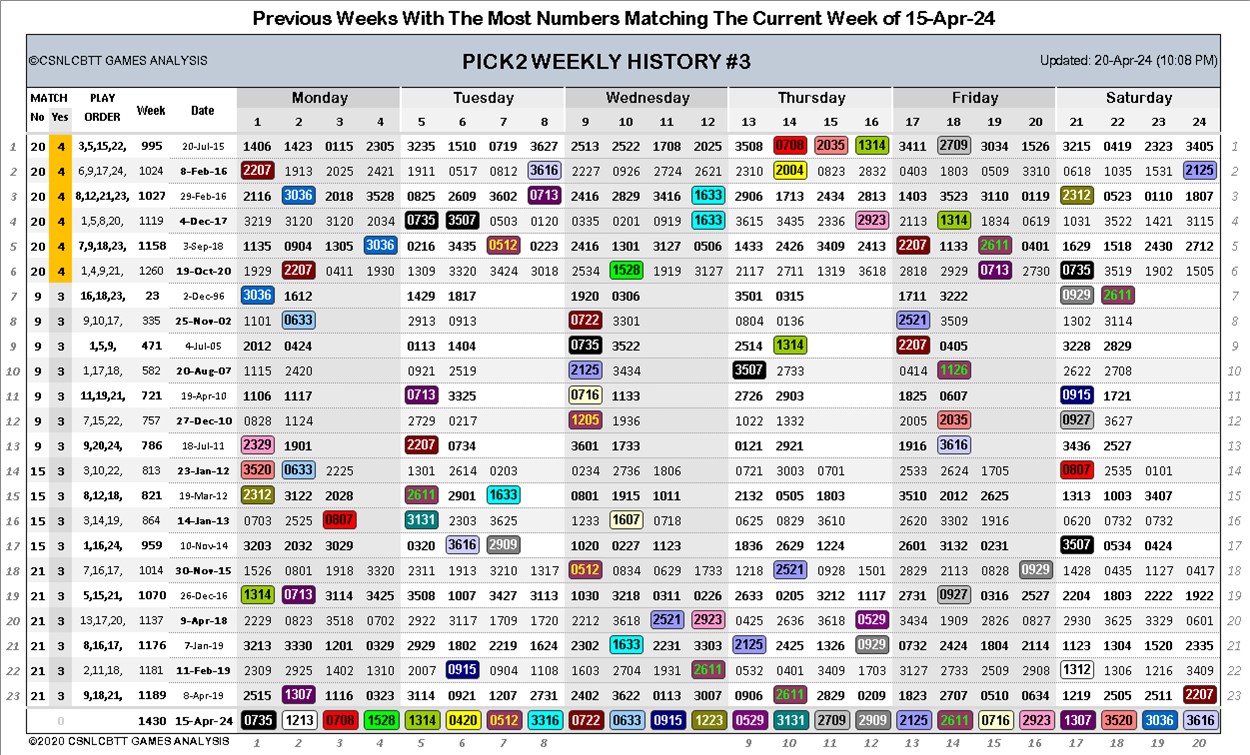 Previous Weeks With The Most Numbers Matching The Current Week of 15-Apr-24
©CSNLCBTT GAMES ANALYSIS PICK2 WEEKLY HISTORY #3 Updated: 20-Apr-24 (10:08 PM)
MATCH PLAY Week Date Monday Tuesday Wednesday Thursday Friday Saturday
No Yes ORDER 1 2 3 4 5 6 7 8 9 10 11 12 13 14 15 16 17 18 19 20 21 22 23 24
1 20 4 3,5,15,22, 995 20-Jul-15 1406 1423 0115 2305 3235 1510 0719 3627 2513 2522 1708 2025 3508 0708 2035 1314 3411 2709 3034 1526 3215 0419 2323 3405 1
2 20 4 6,9,17,24, 1024 8-Feb-16 2207 1913 2025 2421 1911 0517 0812 3616 2227 0926 2724 2621 2310 2004 0823 2832 0403 1803 0509 3310 0618 1035 1531 2125 2
3 20 4 8,12,21,23, 1027 29-Feb-16 2116 3036 2018 3528 0825 2609 3602 0713 2416 2829 3416 1633 2906 1713 2434 2813 1403 3523 3110 0119 2312 0523 0110 1807 3
4 20 4 1,5,8,20, 1119 4-Dec-17 3219 3120 3120 2034 0735 3507 0503 0120 0335 0201 0919 1633 3615 3435 2336 2923 2113 1314 1834 0619 1031 3522 1421 3115 4
5 20 4 7,9,18,23, 1158 3-Sep-18 1135 0904 1305 3036 0216 3435 0512 0223 2416 1301 3127 0506 1433 2426 3409 2413 2207 1133 2611 0401 1629 1518 2430 2712 5
6 20 4 1,4,9,21, 1260 19-Oct-20 1929 2207 0411 1930 1309 3320 3424 3018 2534 1528 1919 3127 2117 2711 1319 3618 2818 2929 0713 2730 0735 3519 1902 1505 6
7 9 3 16,18,23, 23 2-Dec-96 3036 1612 1429 1817 1920 0306 3501 0315 1711 3222 0929 2611 7
8 9 3 9,10,17, 335 25-Nov-02 1101 0633 2913 0913 0722 3301 0804 0136 2521 3509 1302 3114 8
9 9 3 1,5,9, 471 4-Jul-05 2012 0424 0113 1404 0735 3522 2514 1314 2207 0405 3228 2829 9
10 9 3 1,17,18, 582 20-Aug-07 1115 2420 0921 2519 2125 3434 3507 2733 0414 1126 2622 2708 10
11 9 3 11,19,21, 721 19-Apr-10 1106 1117 0713 3325 0716 1133 2726 2903 1825 0607 0915 1721 11
12 9 3 7,15,22, 757 27-Dec-10 0828 1124 2729 0217 1205 1936 1022 1332 2005 2035 0927 3627 12
13 9 3 9,20,24, 786 18-Jul-11 2329 1901 2207 0734 3601 1733 0121 2921 1916 3616 3436 2527 13
14 15 3 3,10,22, 813 23-Jan-12 3520 0633 2225 1301 2614 0203 0234 2736 1806 0721 3003 0701 2533 2624 1705 0807 2535 0101 14
15 15 3 8,12,18, 821 19-Mar-12 2312 3122 2028 2611 2901 1633 0801 1915 1011 2132 0505 1803 3510 2012 2625 1313 1003 3407 15
16 15 3 3,14,19, 864 14-Jan-13 0703 2525 0807 3131 2303 3625 1233 1607 0718 0625 0829 3610 2620 3302 1916 0620 0732 0732 16
17 15 3 1,16,24, 959 10-Nov-14 3203 2032 3029 0320 3616 2909 1020 0227 1123 1836 2629 1224 2601 3132 0231 3507 0534 0424 17
18 21 3 7,16,17, 1014 30-Nov-15 1526 0801 1918 3320 2311 1913 3210 1317 0512 0834 0629 1733 1218 2521 0928 1501 2829 2113 0828 0929 1428 0435 1127 0417 18
19 21 3 5,15,21, 1070 26-Dec-16 1314 0713 3114 3425 3508 1007 3427 3113 1030 3218 0311 0226 2633 0205 3212 1117 3428 0927 0316 2527 2204 1803 2222 1922 19
20 21 3 13,17,20, 1137 9-Apr-18 2229 0823 3518 0702 2922 3117 1709 1720 2212 3618 2521 2923 0425 2636 3618 0529 3434 1909 2826 0827 2930 3625 3329 0601 20
21 21 3 8,16,17, 1176 7-Jan-19 3213 3330 1201 0329 2929 1802 2219 1624 2302 1633 2231 3303 2125 2425 1326 0929 0732 2424 1804 2114 1123 1304 1520 2335 21
22 21 3 2,11,18, 1181 11-Feb-19 2309 2925 1402 1310 2007 0915 0904 1108 1603 2704 1931 2611 0532 0401 3409 1703 3127 2733 2509 2908 1312 1306 1216 3409 22
23 21 3 9,18,21, 1189 8-Apr-19 2515 1307 1116 0323 3114 0921 1207 2731 2402 3622 0113 3007 0906 2611 2829 0209 1823 2707 0510 0634 1219 2505 2511 2207 23
0 1430 15-Apr-24 0735 1213 0708 1528 1314 0420 0512 3316 0722 0633 0915 1223 0529 3131 2709 2909 2125 2611 0716 2923 1307 3520 3036 3616
©2020 CSNLCBTT GAMES ANALYSIS 1 2 3 4 5 6 7 8 9 10 11 12 13 14 15 16 17 18 19 20